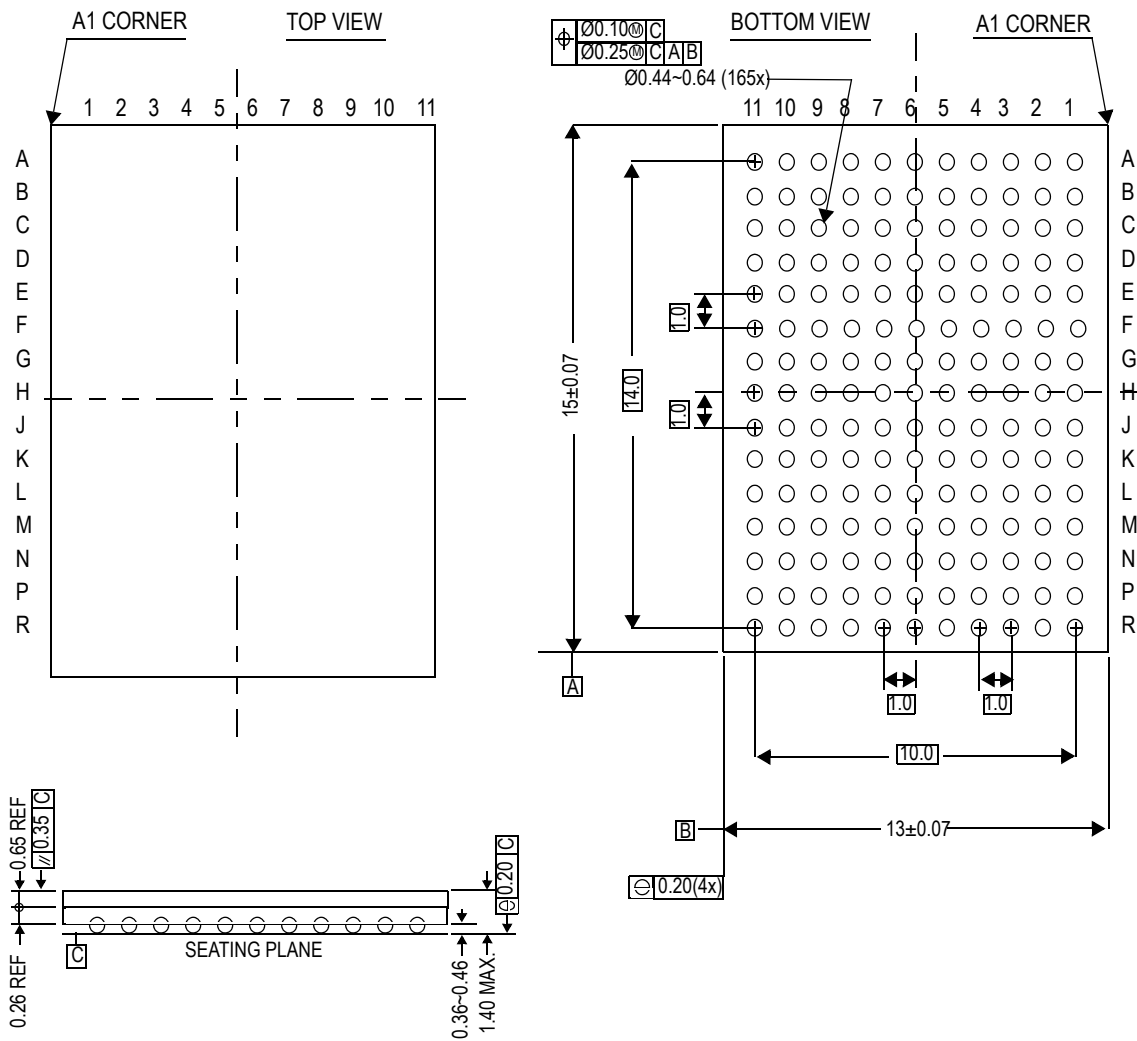 A1 CORNER
TOP VIEW
1 2 3 4 5 6 7 8 9 10 11
A
B
C
D
E
F
G
H
J
K
L
M
N
P
R
Ø0.10Ⓜ C
Ø0.25Ⓜ C A B
BOTTOM VIEW
A1 CORNER
Ø0.44~0.64 (165x)
11 10 9 8 7 6 5 4 3 2 1
A
B
C
D
E
F
G
H
J
K
L
M
N
P
R
1.0
1.0
15±0.07
14.0
A
1.0
1.0
10.0
B
13±0.07
0.20(4x)
0.65 REF
// 0.35 C
0.26 REF
C
SEATING PLANE
0.20 C
0.36~0.46
1.40 MAX.